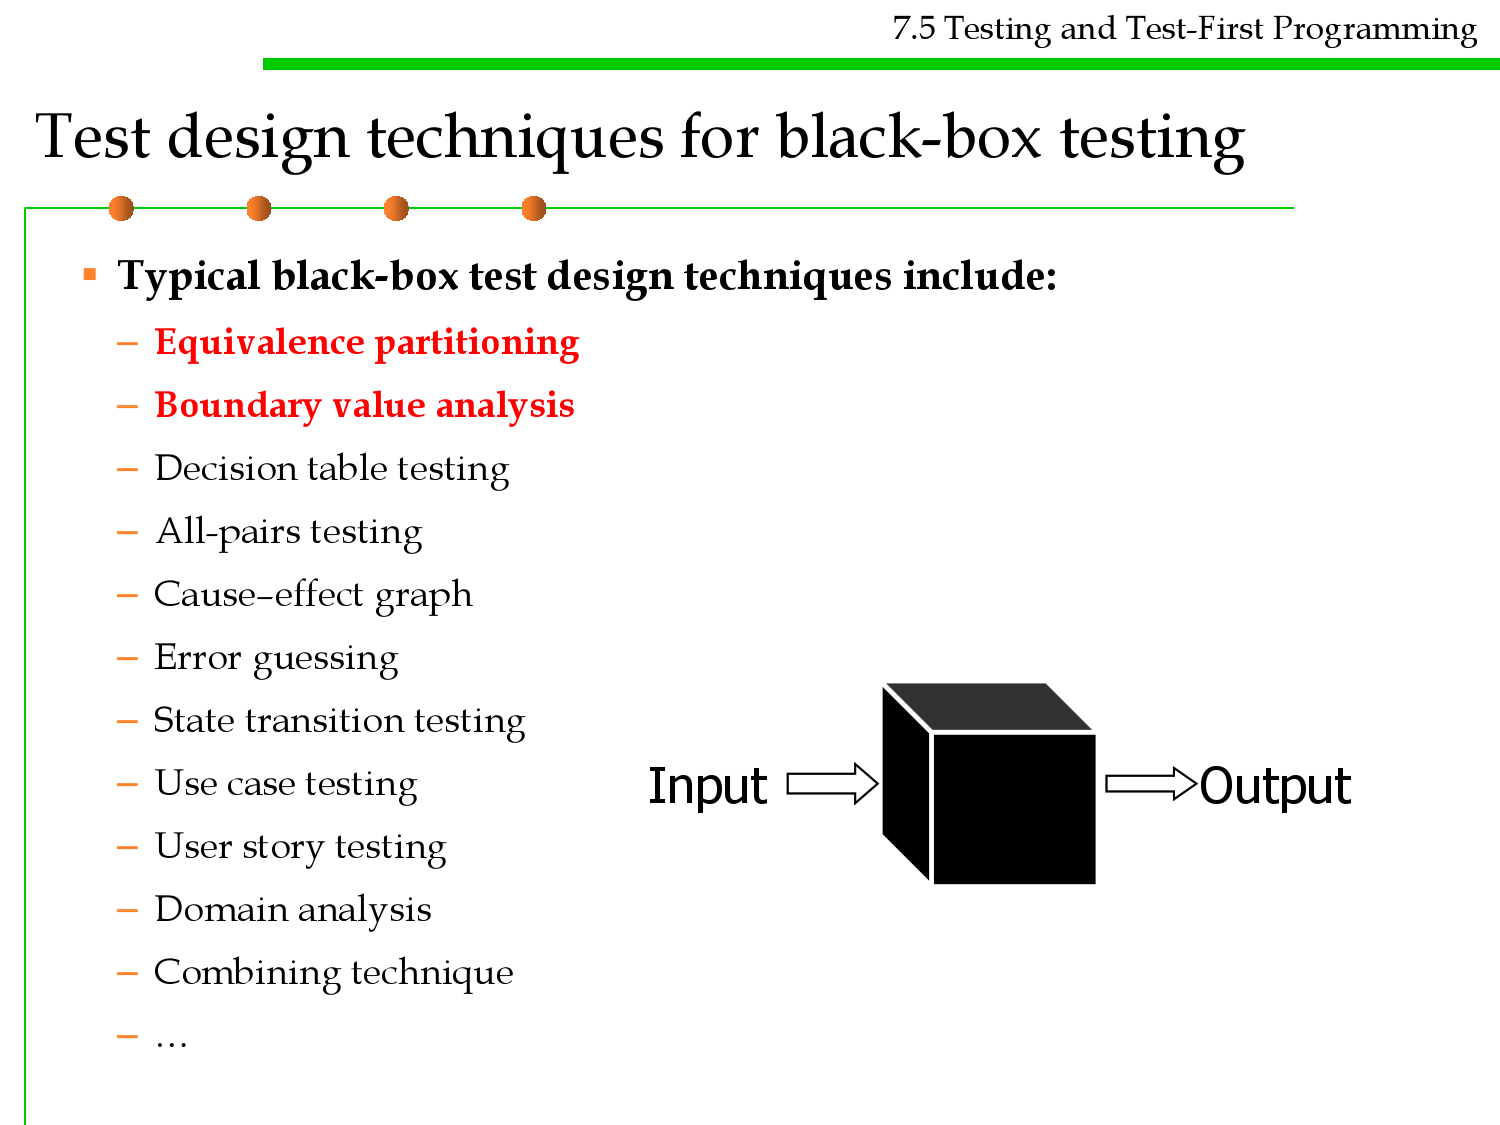 7.5 Testing and Test-First Programming
Test design techniques for black-box testing
▪ Typical black-box test design techniques include:
– Equivalence partitioning
– Boundary value analysis
– Decision table testing
– All-pairs testing
– Cause–effect graph
– Error guessing
– State transition testing
– Use case testing
– User story testing
– Domain analysis
– Combining technique
– …
Input
Output